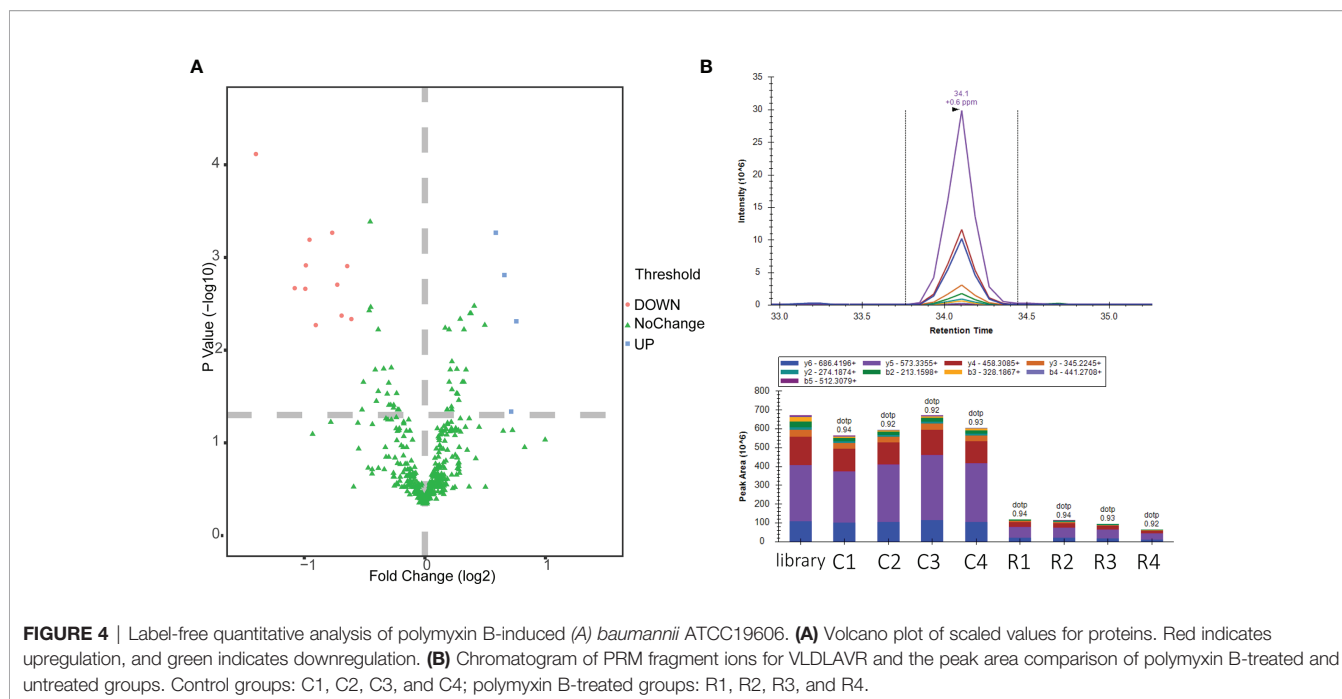 A
B
4
3
2
1
0
P Value (−log10)
−1
0
1
Fold Change (log2)
Threshold
DOWN
NoChange
UP
35
30
25
20
15
10
5
0
Intensity (10^6)
34.1
+0.6 ppm
33.0
33.5
34.0
34.5
35.0
Retention Time
y6 - 686.4196+ y5 - 573.3355+ y4 - 458.3085+ y3 - 345.2245+
y2 - 274.1874+ b2 - 213.1598+ b3 - 328.1867+ b4 - 441.2708+
b5 - 512.3079+
800
700
600
500
400
300
200
100
0
Peak Area (10^6)
dotp
0.94
dotp
0.92
dotp
0.92
dotp
0.93
dotp
0.94
dotp
0.94
dotp
0.93
dotp
0.92
library C1 C2 C3 C4 R1 R2 R3 R4
FIGURE 4 | Label-free quantitative analysis of polymyxin B-induced (A) baumannii ATCC19606. (A) Volcano plot of scaled values for proteins. Red indicates
upregulation, and green indicates downregulation. (B) Chromatogram of PRM fragment ions for VLDLAVR and the peak area comparison of polymyxin B-treated and
untreated groups. Control groups: C1, C2, C3, and C4; polymyxin B-treated groups: R1, R2, R3, and R4.